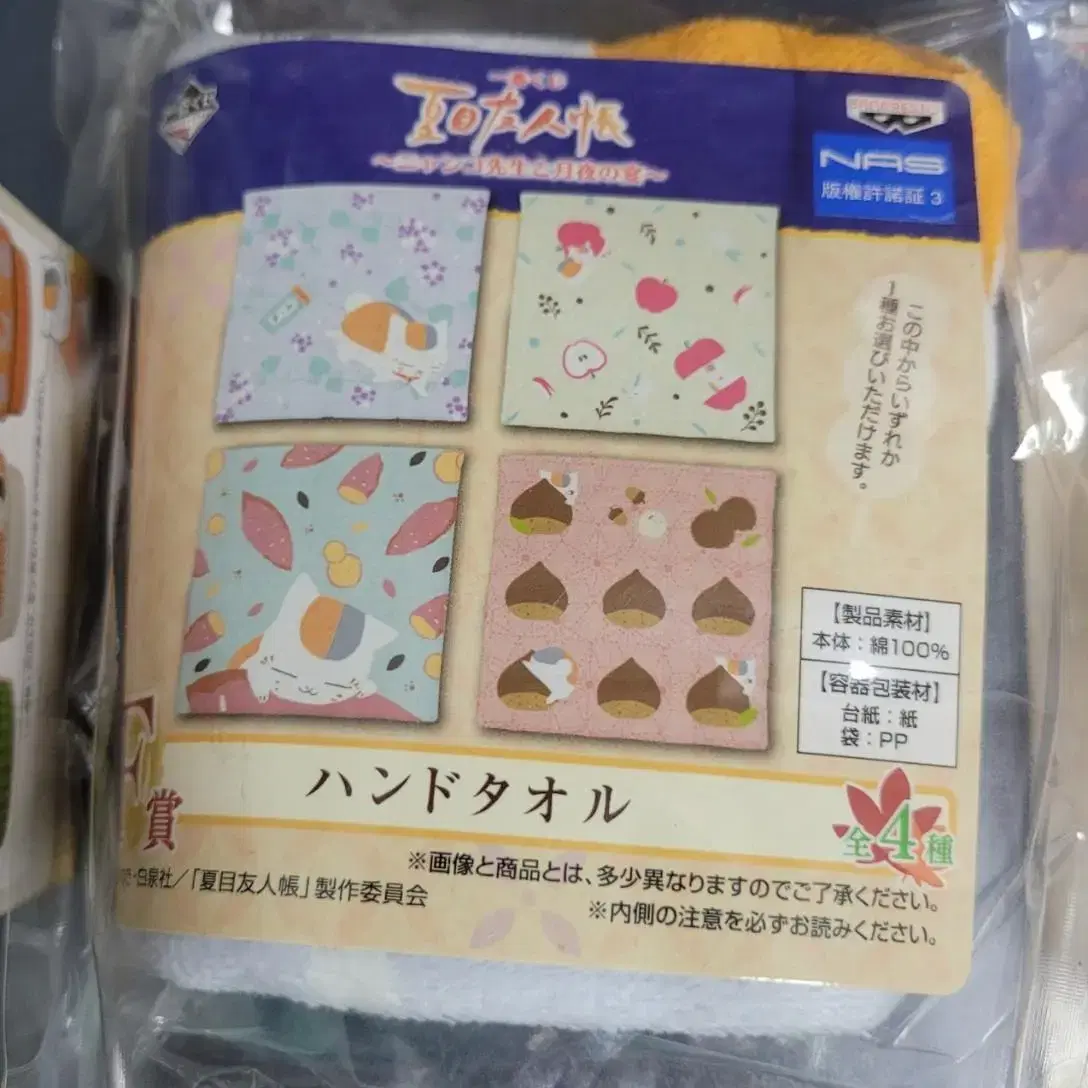 一番くじ
夏目友人帳
～ニャンコ先生と月夜の宴～
BANPRESTO
NAS
版権許諾証3
この中からいずれか
1種お選びいただけます。
【製品素材】
本体：綿100%
【容器包装材】
台紙：紙
袋：PP
F賞
ハンドタオル
全4種
※画像と商品とは、多少異なりますのでご了承ください。
・白泉社／「夏目友人帳」製作委員会
※内側の注意を必ずお読みください。